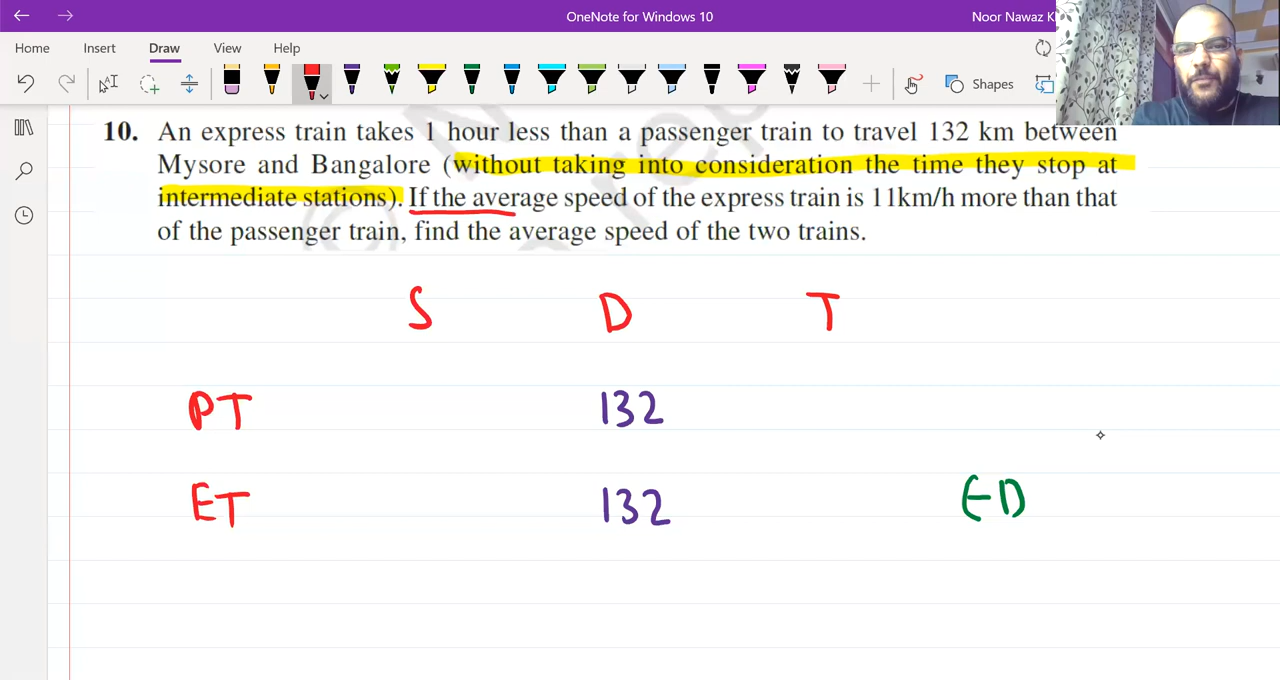 OneNote for Windows 10
Noor Nawaz K
Home Insert Draw View Help
Shapes
10. An express train takes 1 hour less than a passenger train to travel 132 km between
Mysore and Bangalore (without taking into consideration the time they stop at
intermediate stations). If the average speed of the express train is 11km/h more than that
of the passenger train, find the average speed of the two trains.
S D T
PT 132
ET 132 (-1)